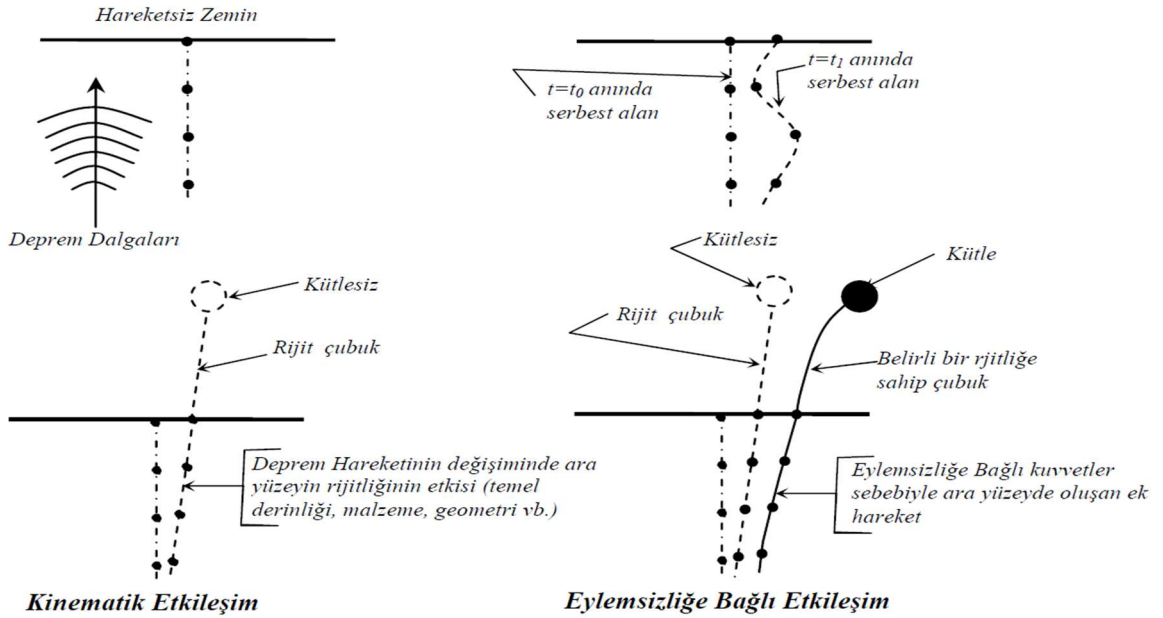 Hareketsiz Zemin
Deprem Dalgaları
t=t0 anında
serbest alan
t=t1 anında
serbest alan
Kütlesiz
Rijit çubuk
Deprem Hareketinin değişiminde ara
yüzeyin rijitliğinin etkisi (temel
derinliği, malzeme, geometri vb.)
Kinematik Etkileşim
Kütlesiz
Kütle
Rijit çubuk
Belirli bir rjitliğe
sahip çubuk
Eylemsizliğe Bağlı kuvvetler
sebebiyle ara yüzeyde oluşan ek
hareket
Eylemsizliğe Bağlı Etkileşim